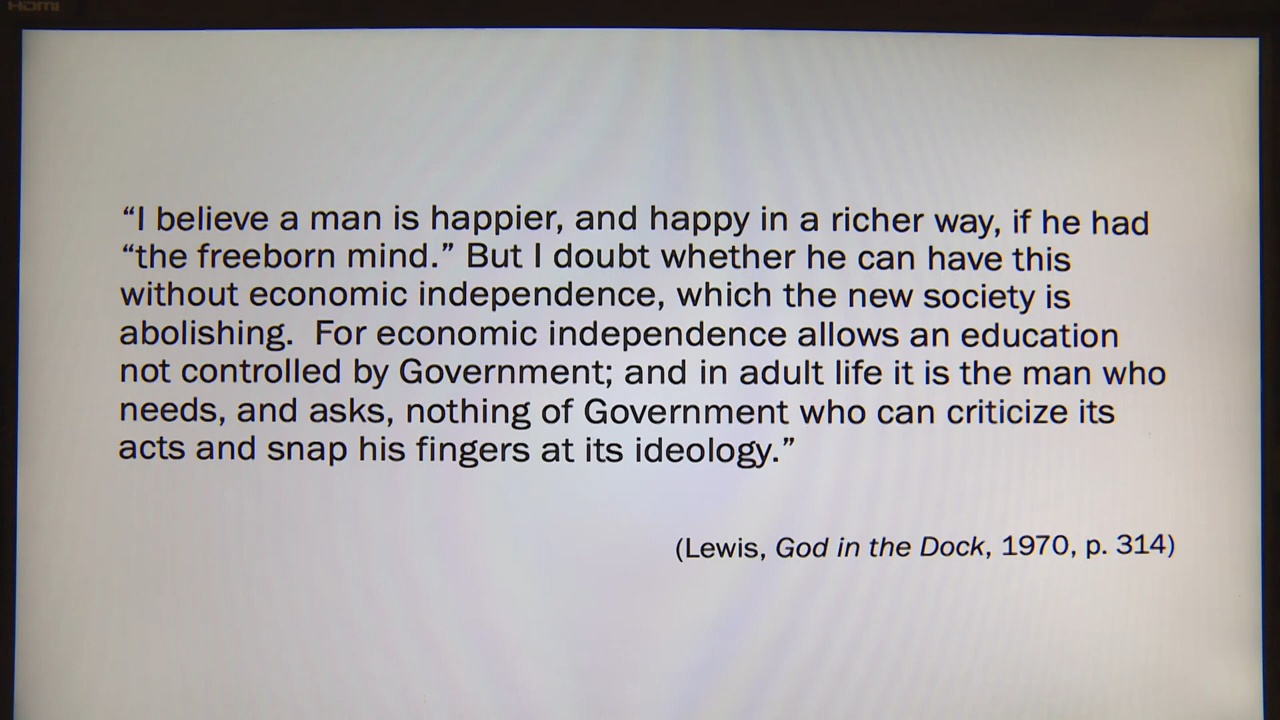 HDMI
“I believe a man is happier, and happy in a richer way, if he had
“the freeborn mind.” But I doubt whether he can have this
without economic independence, which the new society is
abolishing.  For economic independence allows an education
not controlled by Government; and in adult life it is the man who
needs, and asks, nothing of Government who can criticize its
acts and snap his fingers at its ideology.”
(Lewis, God in the Dock, 1970, p. 314)